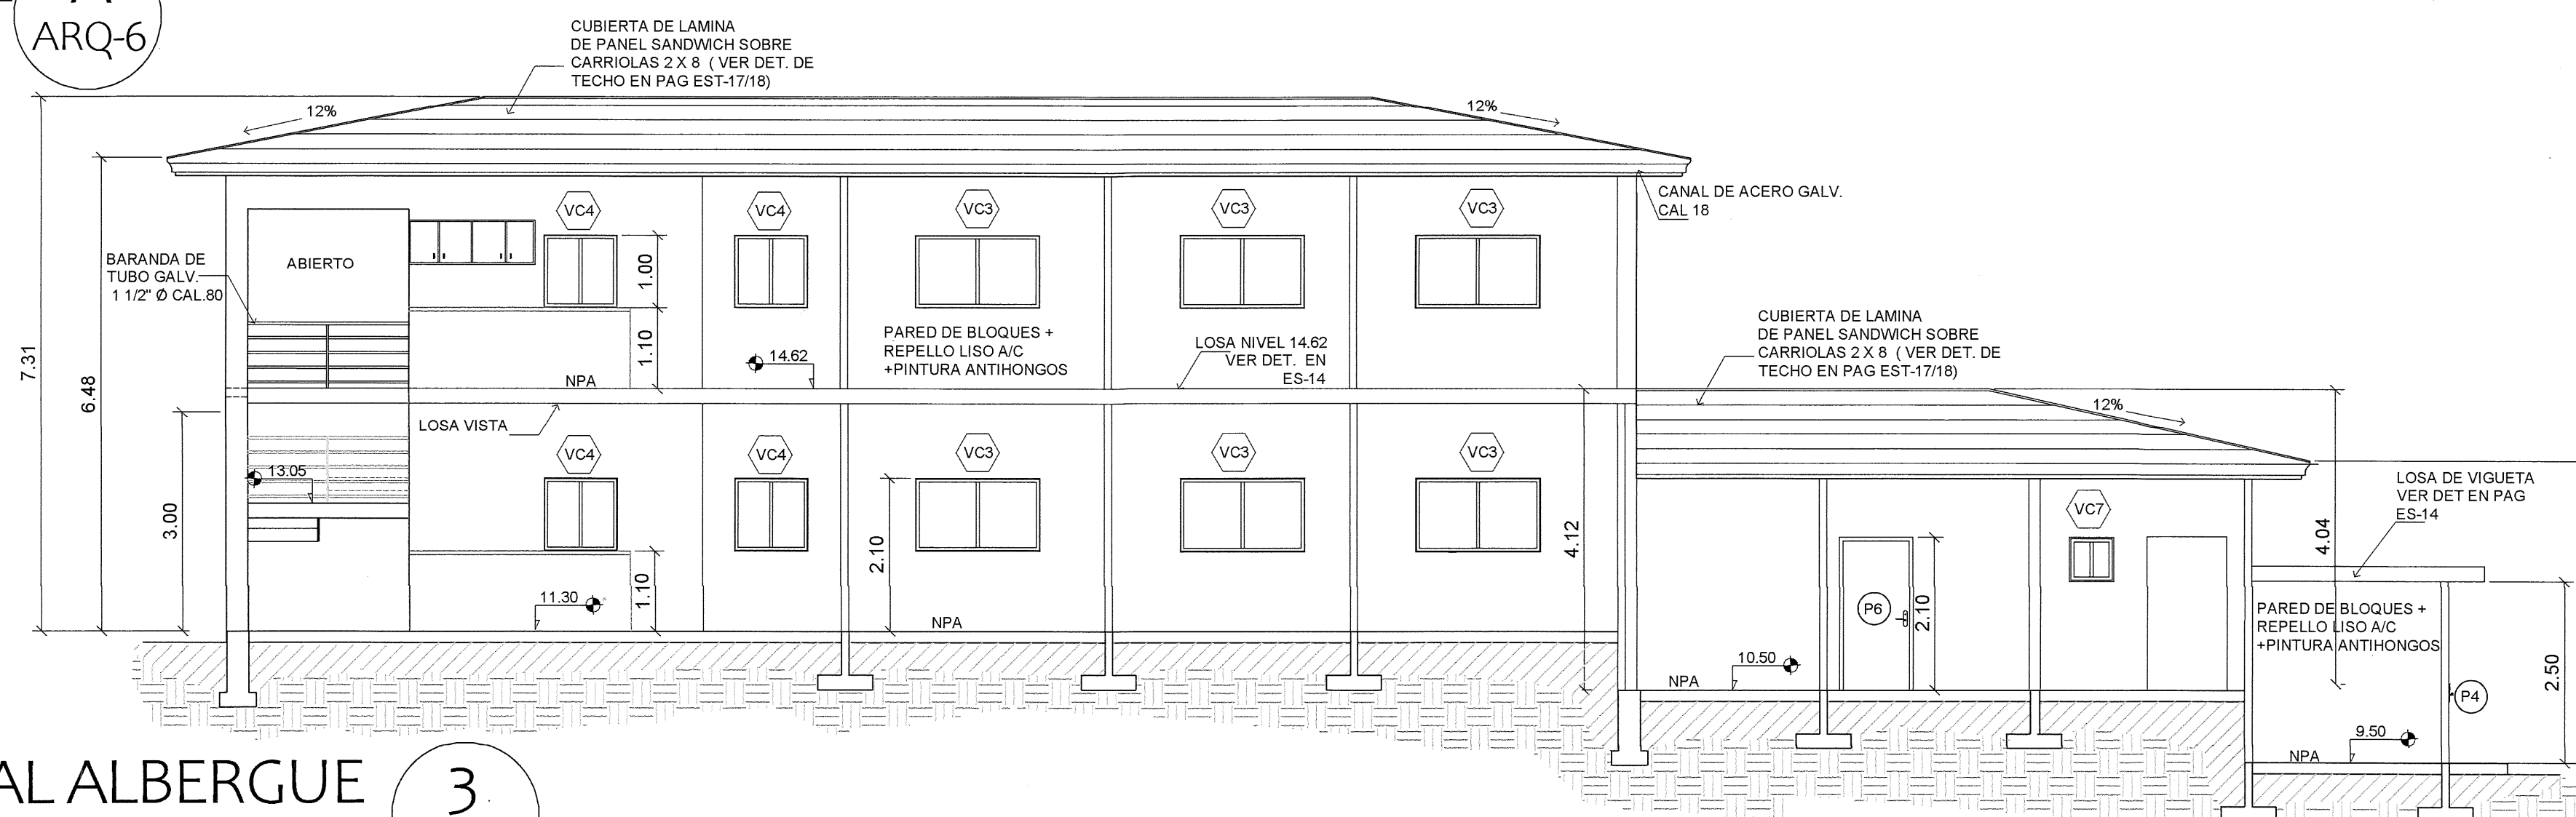 ARQ-6
CUBIERTA DE LAMINA
DE PANEL SANDWICH SOBRE
CARRIOLAS 2 X 8 ( VER DET. DE
TECHO EN PAG EST-17/18)
12%
12%
7.31
6.48
3.00
BARANDA DE
TUBO GALV.
1 1/2" Ø CAL.80
ABIERTO
VC4
VC4
VC3
VC3
VC3
1.00
1.10
CANAL DE ACERO GALV.
CAL 18
PARED DE BLOQUES +
REPELLO LISO A/C
+PINTURA ANTIHONGOS
14.62
LOSA NIVEL 14.62
VER DET. EN
ES-14
NPA
LOSA VISTA
CUBIERTA DE LAMINA
DE PANEL SANDWICH SOBRE
CARRIOLAS 2 X 8 ( VER DET. DE
TECHO EN PAG EST-17/18)
12%
13.05
VC4
VC4
VC3
VC3
VC3
2.10
1.10
11.30
NPA
4.12
4.04
VC7
P6
2.10
10.50
NPA
LOSA DE VIGUETA
VER DET EN PAG
ES-14
PARED DE BLOQUES +
REPELLO LISO A/C
+PINTURA ANTIHONGOS
2.50
P4
9.50
NPA
AL ALBERGUE
3